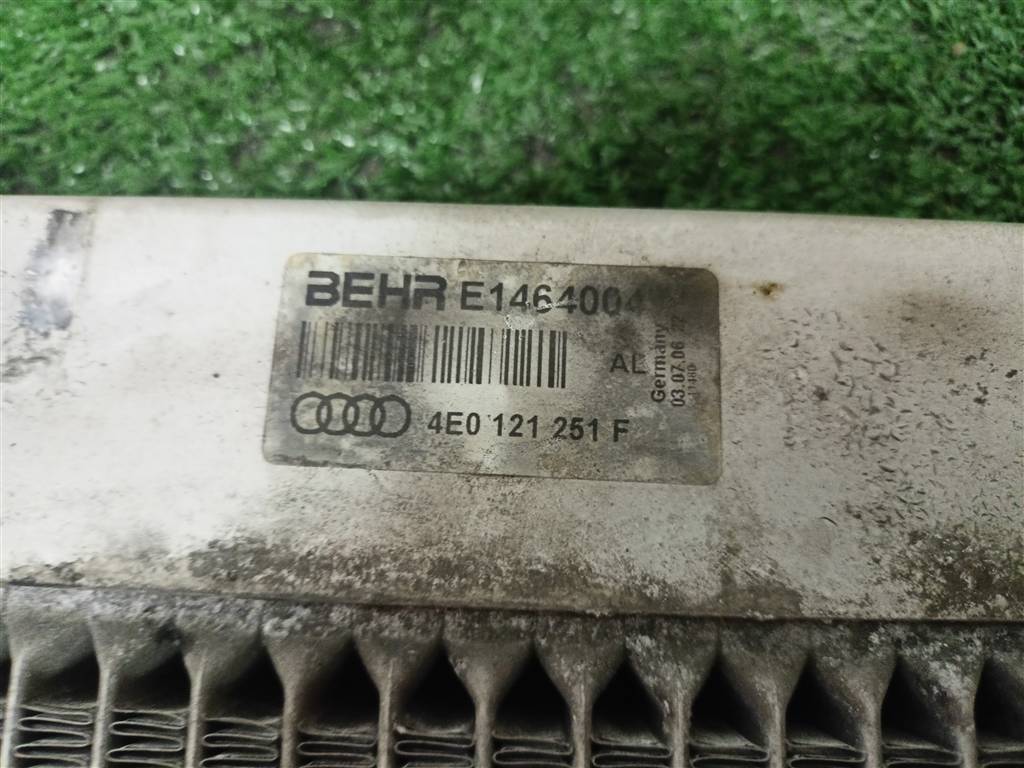 BEHR E1464004
AL
4E0 121 251 F
Germany
03.07.06